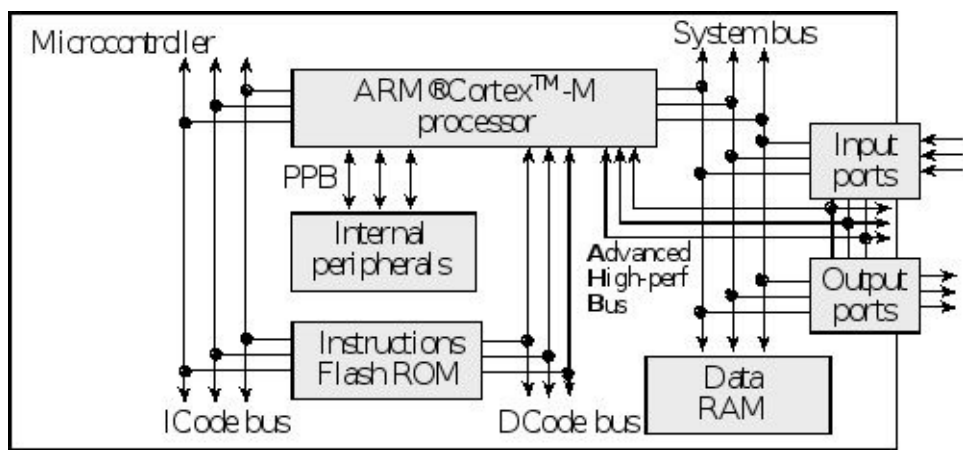 Microcontroller
System bus
ARM®Cortex™-M
processor
Input
ports
PPB
Internal
peripherals
Advanced
High-perf
Bus
Output
ports
Instructions
Flash ROM
Data
RAM
ICode bus
DCode bus